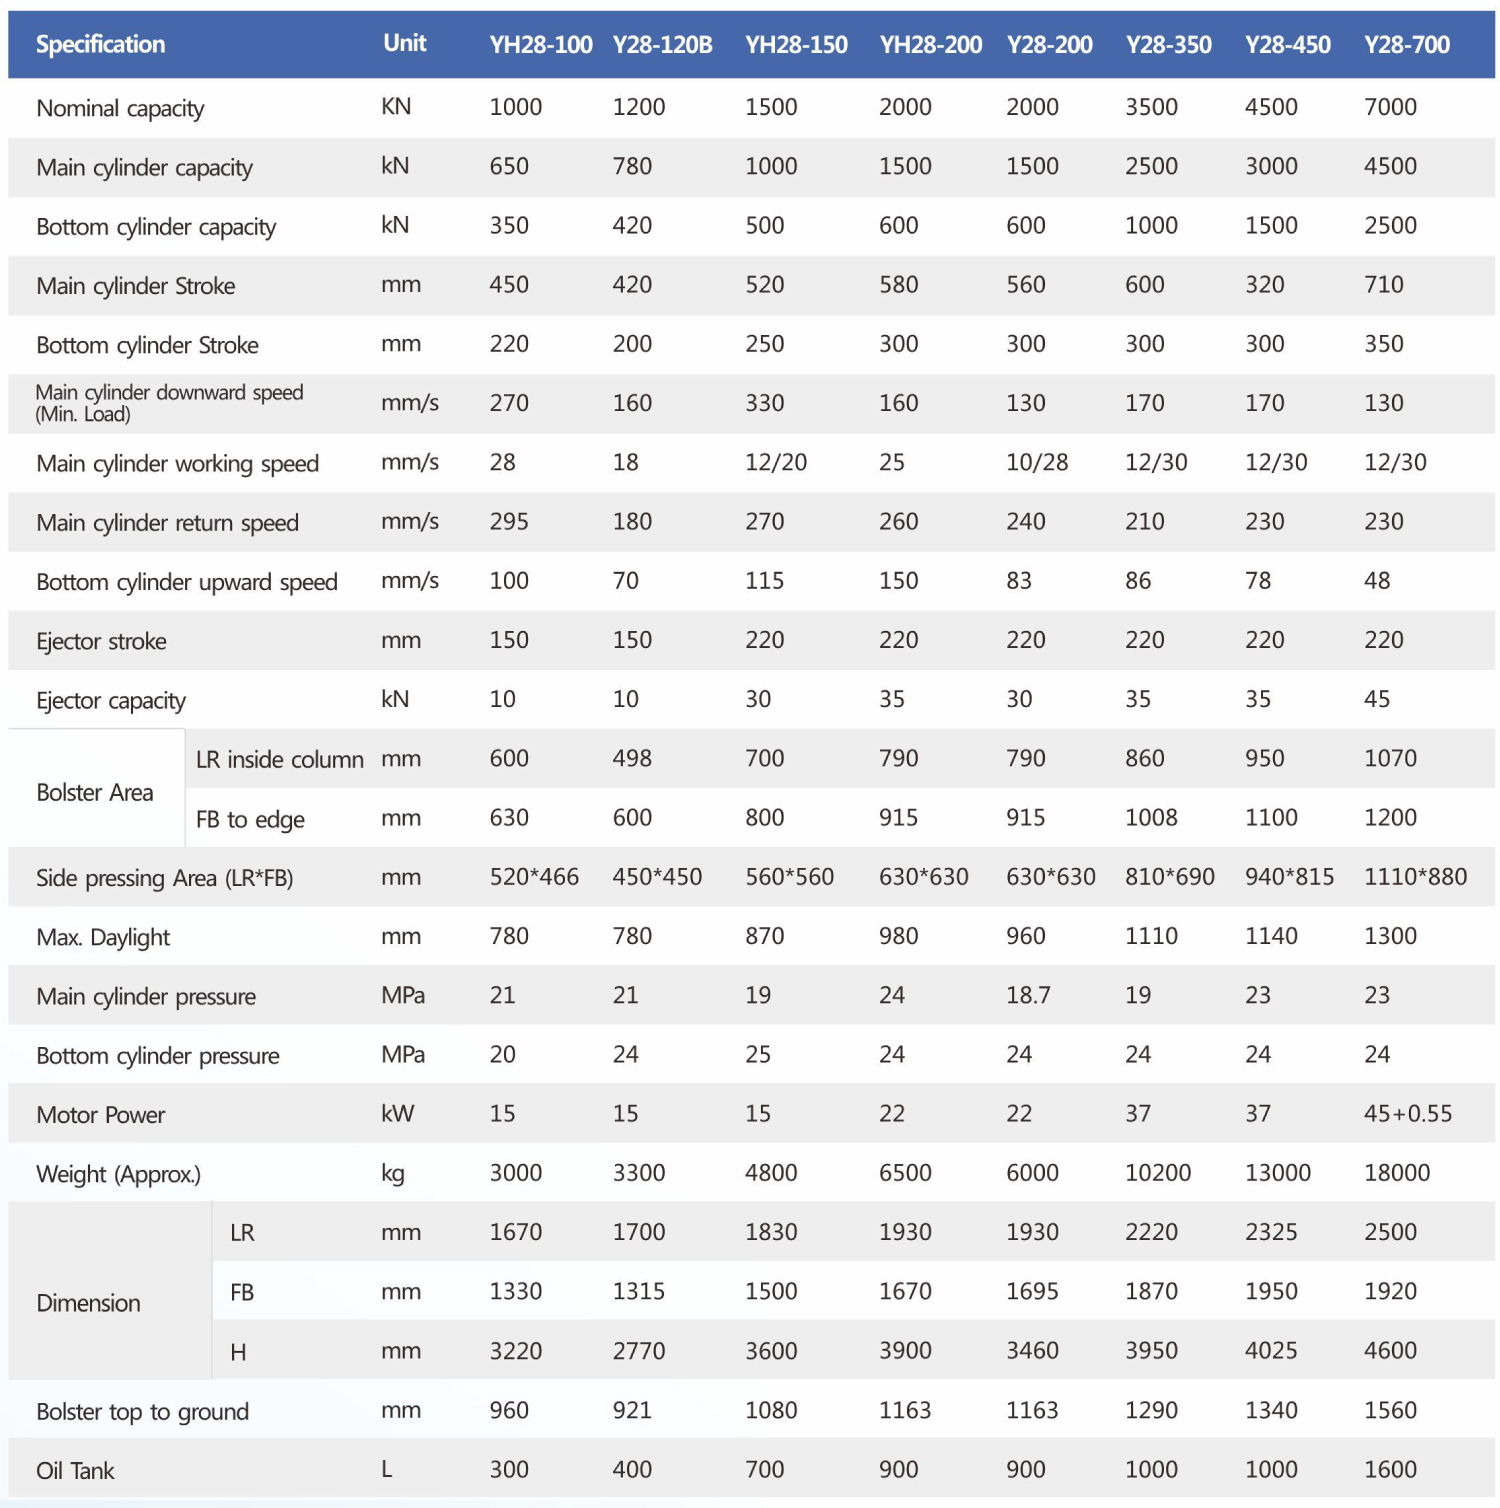 Specification Unit YH28-100 Y28-120B YH28-150 YH28-200 Y28-200 Y28-350 Y28-450 Y28-700
Nominal capacity KN 1000 1200 1500 2000 2000 3500 4500 7000
Main cylinder capacity kN 650 780 1000 1500 1500 2500 3000 4500
Bottom cylinder capacity kN 350 420 500 600 600 1000 1500 2500
Main cylinder Stroke mm 450 420 520 580 560 600 320 710
Bottom cylinder Stroke mm 220 200 250 300 300 300 300 350
Main cylinder downward speed
(Min. Load) mm/s 270 160 330 160 130 170 170 130
Main cylinder working speed mm/s 28 18 12/20 25 10/28 12/30 12/30 12/30
Main cylinder return speed mm/s 295 180 270 260 240 210 230 230
Bottom cylinder upward speed mm/s 100 70 115 150 83 86 78 48
Ejector stroke mm 150 150 220 220 220 220 220 220
Ejector capacity kN 10 10 30 35 30 35 35 45
Bolster Area
LR inside column mm 600 498 700 790 790 860 950 1070
FB to edge mm 630 600 800 915 915 1008 1100 1200
Side pressing Area (LR*FB) mm 520*466 450*450 560*560 630*630 630*630 810*690 940*815 1110*880
Max. Daylight mm 780 780 870 980 960 1110 1140 1300
Main cylinder pressure MPa 21 21 19 24 18.7 19 23 23
Bottom cylinder pressure MPa 20 24 25 24 24 24 24 24
Motor Power kW 15 15 15 22 22 37 37 45+0.55
Weight (Approx.) kg 3000 3300 4800 6500 6000 10200 13000 18000
Dimension
LR mm 1670 1700 1830 1930 1930 2220 2325 2500
FB mm 1330 1315 1500 1670 1695 1870 1950 1920
H mm 3220 2770 3600 3900 3460 3950 4025 4600
Bolster top to ground mm 960 921 1080 1163 1163 1290 1340 1560
Oil Tank L 300 400 700 900 900 1000 1000 1600